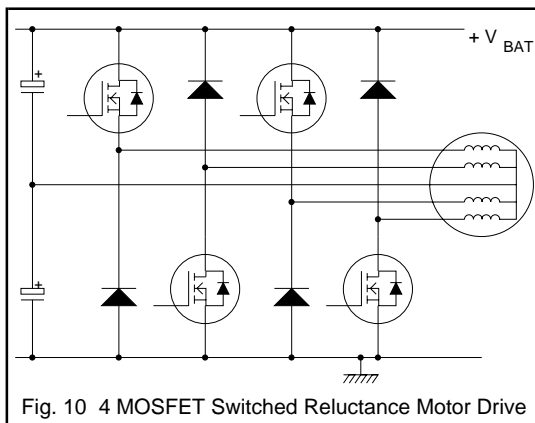 +
+ V BAT
+
Fig. 10 4 MOSFET Switched Reluctance Motor Drive